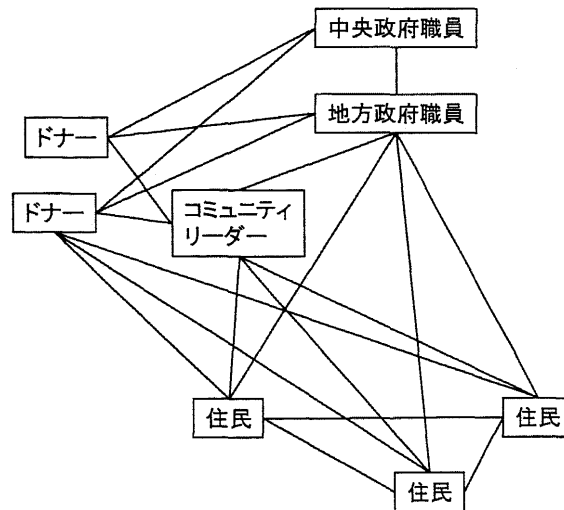 中央政府職員
地方政府職員
ドナー
ドナー
コミュニティ
リーダー
住民
住民
住民